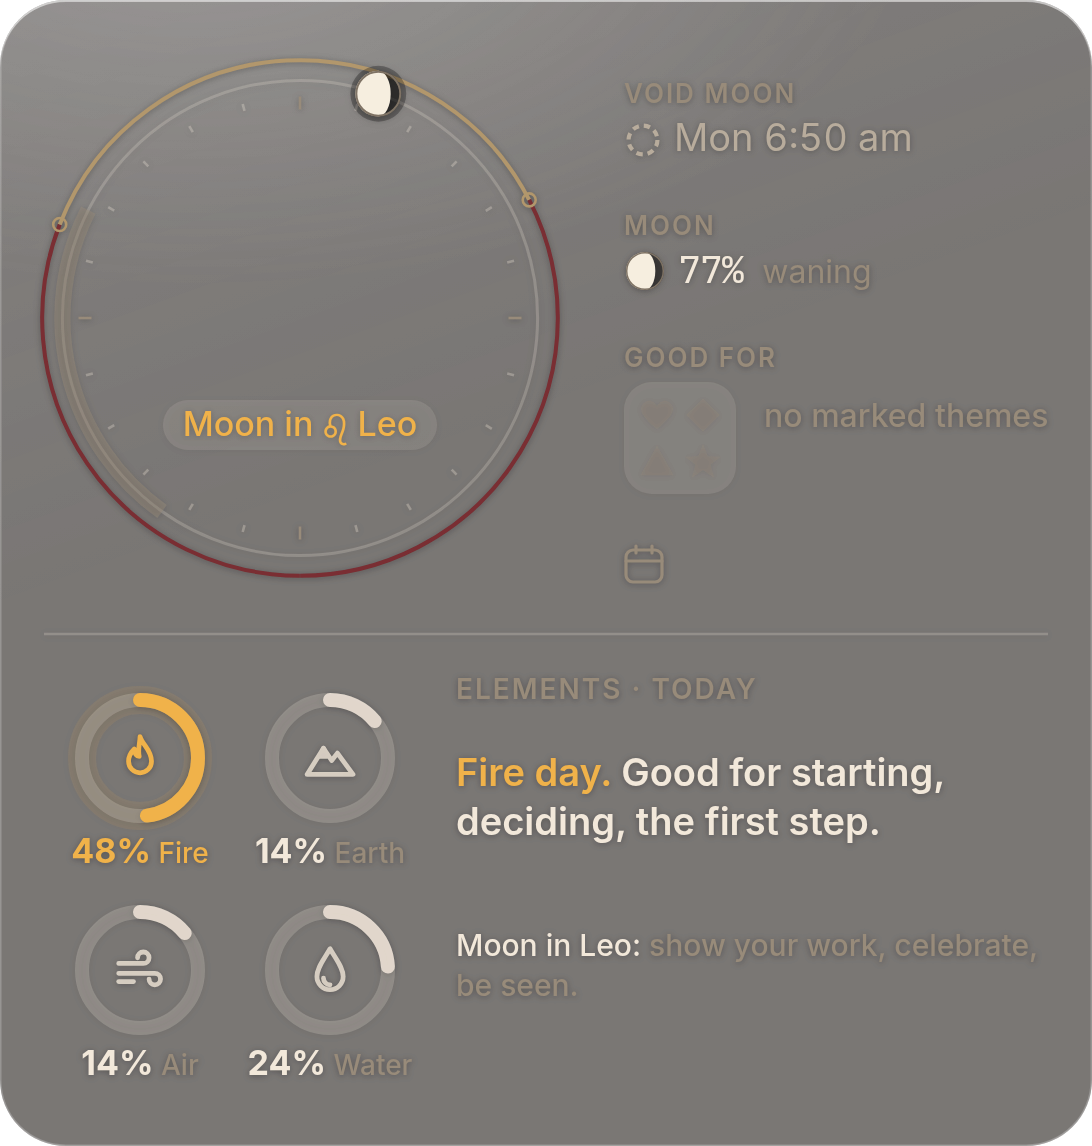 VOID MOON
Mon 6:50 am
MOON
77% waning
GOOD FOR
no marked themes
Moon in ♌ Leo
ELEMENTS · TODAY
Fire day. Good for starting,
deciding, the first step.
48% Fire
14% Earth
Moon in Leo: show your work, celebrate,
be seen.
14% Air
24% Water